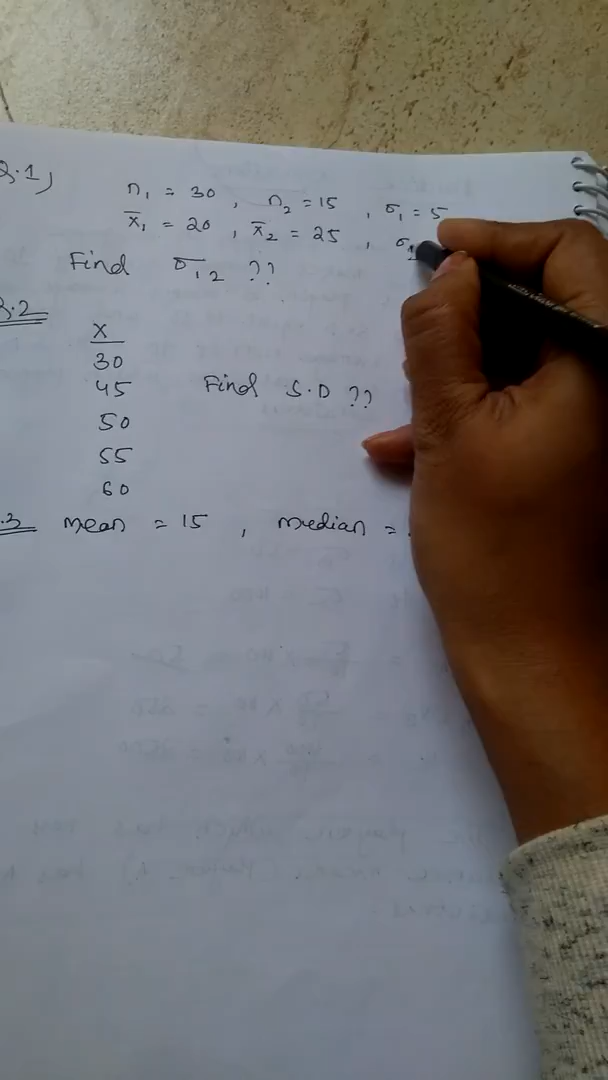 Q.1)
n₁ = 30 , n₂ = 15 , σ₁ = 5
x̄₁ = 20 , x̄₂ = 25 , σ
Find σ₁₂ ??
Q.2
X
30
45 Find S.D ??
50
55
60
.3 mean = 15 , median =